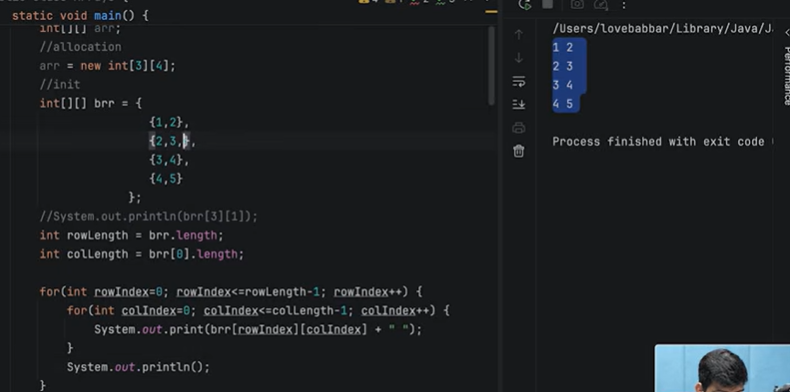 static void main() {
int[][] arr;
//allocation
arr = new int[3][4];
//init
int[][] brr = {
{1,2},
{2,3,},
{3,4},
{4,5}
};
//System.out.println(brr[3][1]);
int rowLength = brr.length;
int colLength = brr[0].length;
for(int rowIndex=0; rowIndex<=rowLength-1; rowIndex++) {
for(int colIndex=0; colIndex<=colLength-1; colIndex++) {
System.out.print(brr[rowIndex][colIndex] + " ");
}
System.out.println();
}
/Users/lovebabbar/Library/Java/J
1 2
2 3
3 4
4 5
Process finished with exit code
Performance